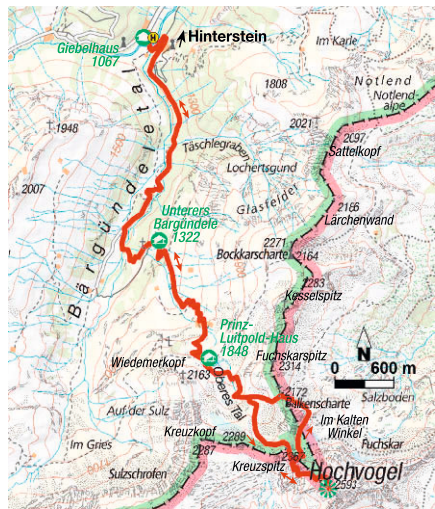 Giebelhaus
1067
H
Hinterstein
Im Karle
1808
Notlend
Notlend-
alpe
2021
2097
Sattelkopf
1948
Täschlegraben
Lochertsgund
Bärgündeletal
2007
Glasfelder
2166
Lärchenwand
Unterers
Bärgündele
1322
2271
Bockkarscharte
2164
2283
Kesselspitz
Prinz-
Luitpold-Haus
1848
Fuchskarspitz
2314
N
600 m
0
Wiedemerkopf
2163
Oberes Tal
2172
Balkenscharte
Salzboden
Auf der Sulz
Im Kalten
Winkel
Kreuzkopf
2289
Im Gries
2287
Fuchskar
Kreuzspitz
2367
Hochvogel
Sulzschrofen
2593